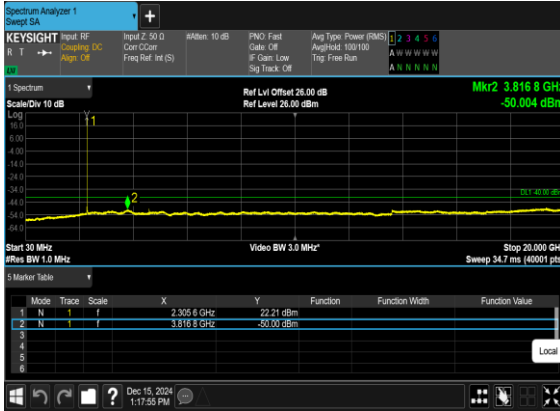 Spectrum Analyzer 1
Swept SA
+
KEYSIGHT Input: RF Input Z: 50 Ω #Atten: 10 dB PNO: Fast Avg Type: Power (RMS) 1 2 3 4 5 6
R T Coupling: DC Corr CCorr Gate: Off Avg|Hold: 100/100 A W W W W W
Align: Off Freq Ref: Int (S) IF Gain: Low Trig: Free Run
Sig Track: Off A N N N N N
1 Spectrum Ref Lvl Offset 26.00 dB Mkr2 3.816 8 GHz
Scale/Div 10 dB Ref Level 26.00 dBm -50.004 dBm
Log
16.0
6.00
-4.00
-14.0
-24.0
-34.0
-44.0
-54.0
-64.0
1
2
DL1 -40.00 dBm
Start 30 MHz Video BW 3.0 MHz* Stop 20.000 GHz
#Res BW 1.0 MHz Sweep 34.7 ms (40001 pts)
5 Marker Table
Mode Trace Scale X Y Function Function Width Function Value
1 N 1 f 2.305 6 GHz 22.21 dBm
2 N 1 f 3.816 8 GHz -50.00 dBm
3
4
5
6
Local
? Dec 15, 2024
1:17:55 PM